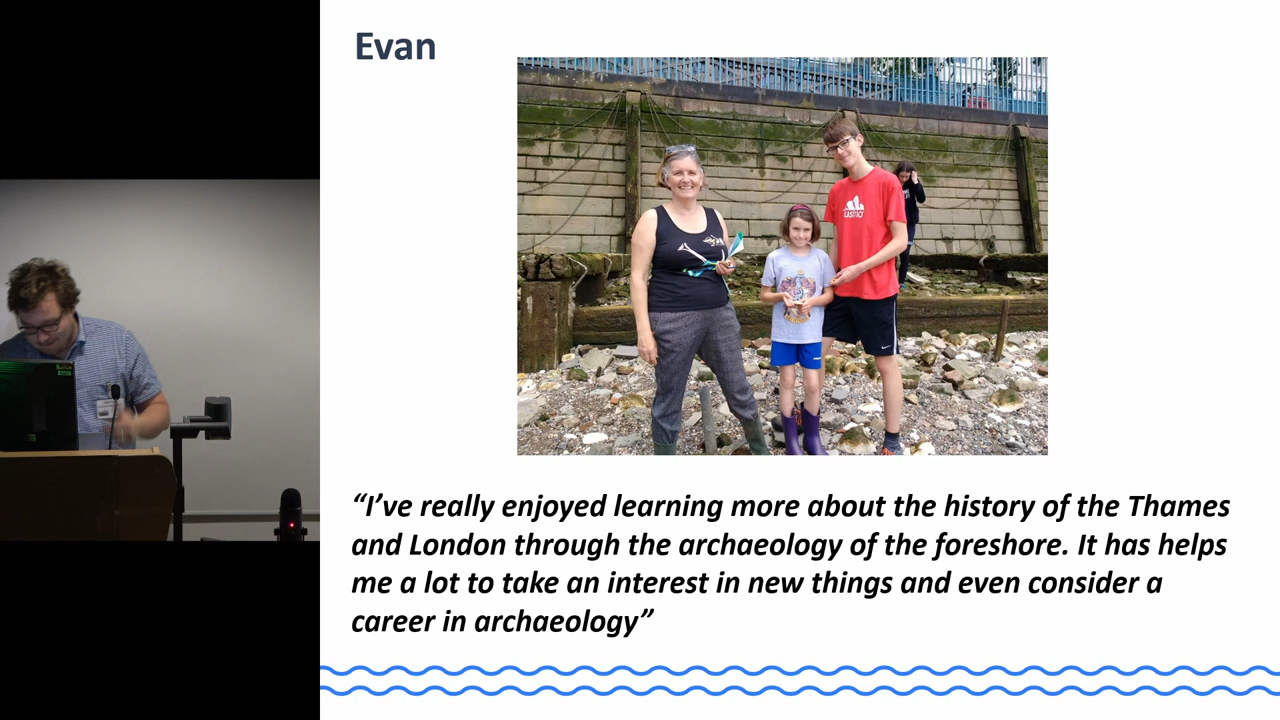 Evan
“I’ve really enjoyed learning more about the history of the Thames
and London through the archaeology of the foreshore. It has helps
me a lot to take an interest in new things and even consider a
career in archaeology”